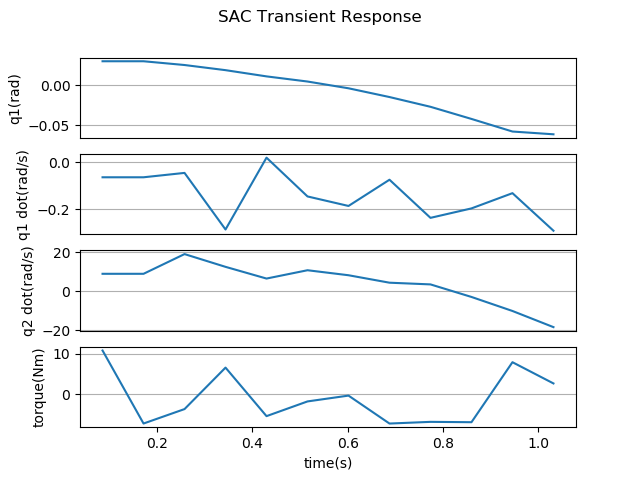 SAC Transient Response
q1(rad)
0.00
−0.05
q1 dot(rad/s)
0.0
−0.2
q2 dot(rad/s)
20
0
−20
torque(Nm)
10
0
0.2 0.4 0.6 0.8 1.0
time(s)